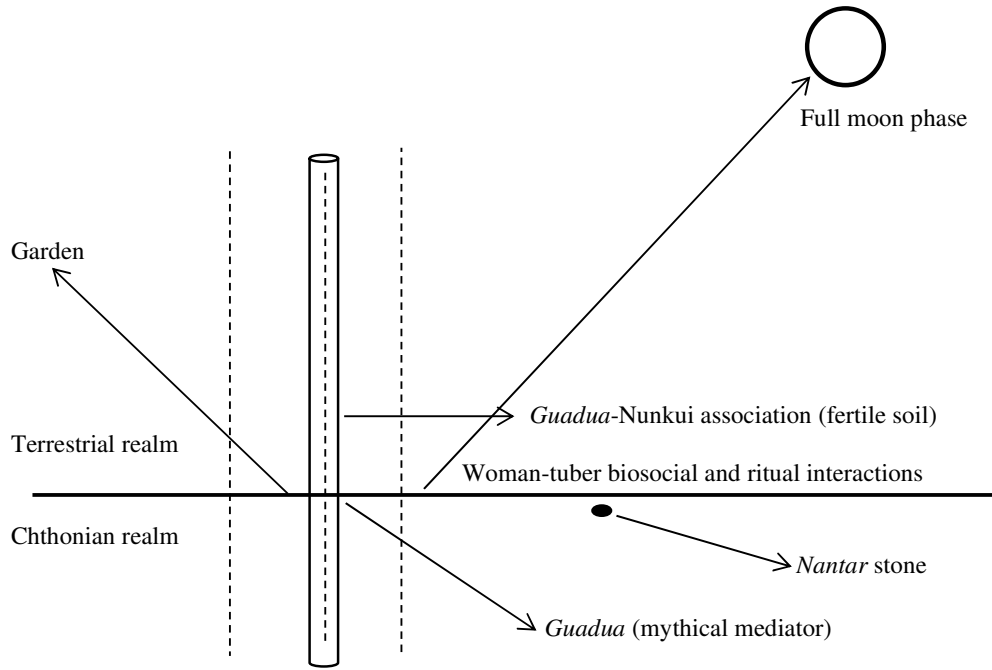 Full moon phase
Garden
Guadua-Nunkui association (fertile soil)
Terrestrial realm
Woman-tuber biosocial and ritual interactions
Chthonian realm
Nantar stone
Guadua (mythical mediator)